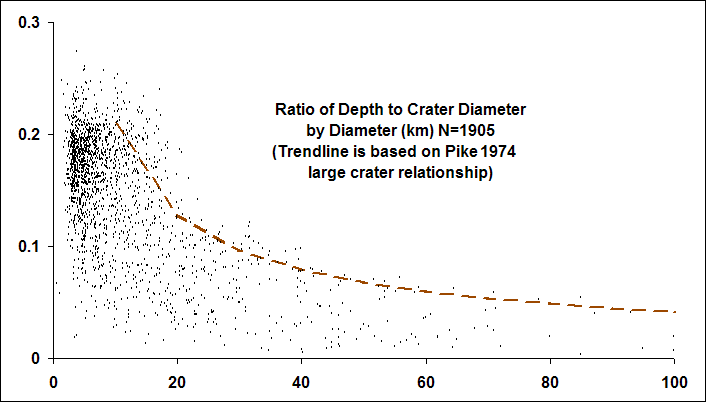 0.3
Ratio of Depth to Crater Diameter
by Diameter (km) N=1905
(Trendline is based on Pike 1974
large crater relationship)
0.2
0.1
0
0 20 40 60 80 100